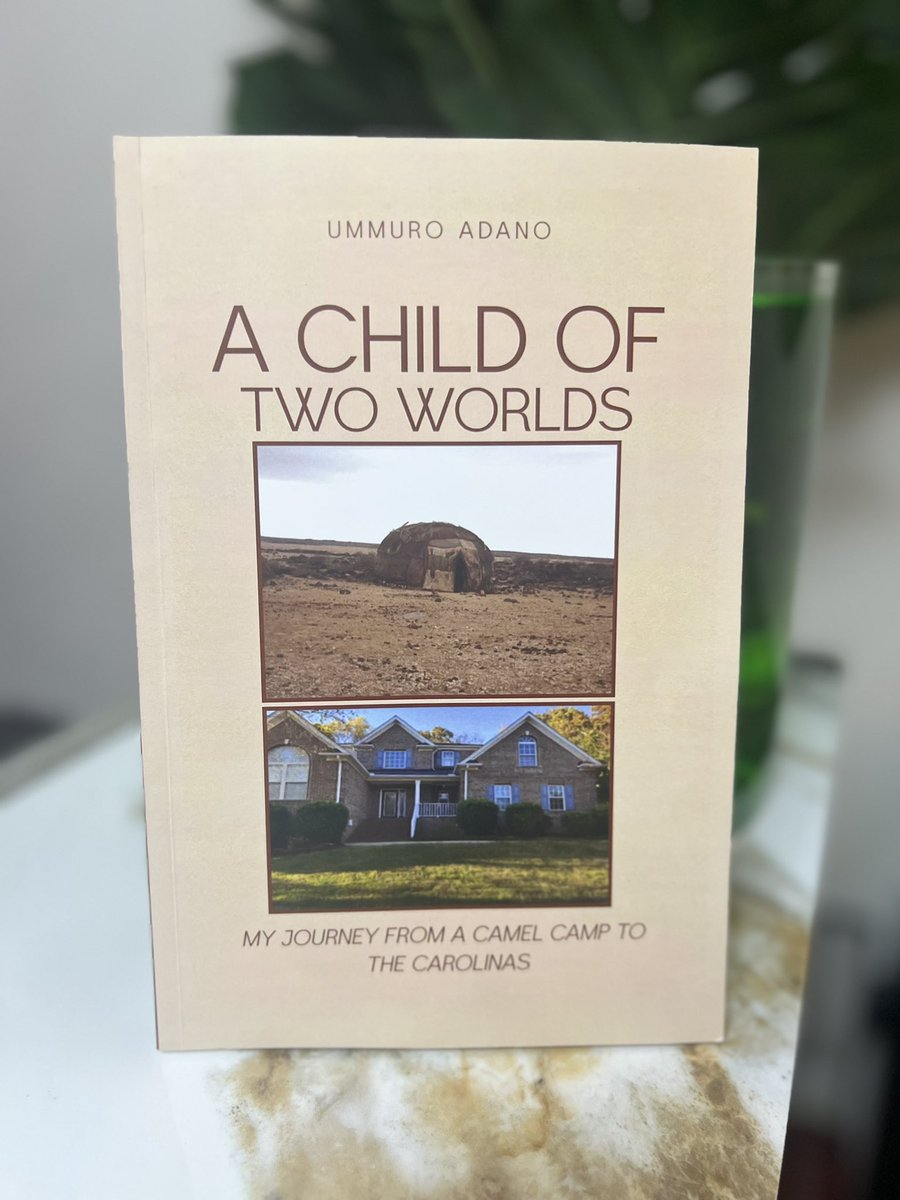 UMMURO ADANO
A CHILD OF
TWO WORLDS
MY JOURNEY FROM A CAMEL CAMP TO
THE CAROLINAS